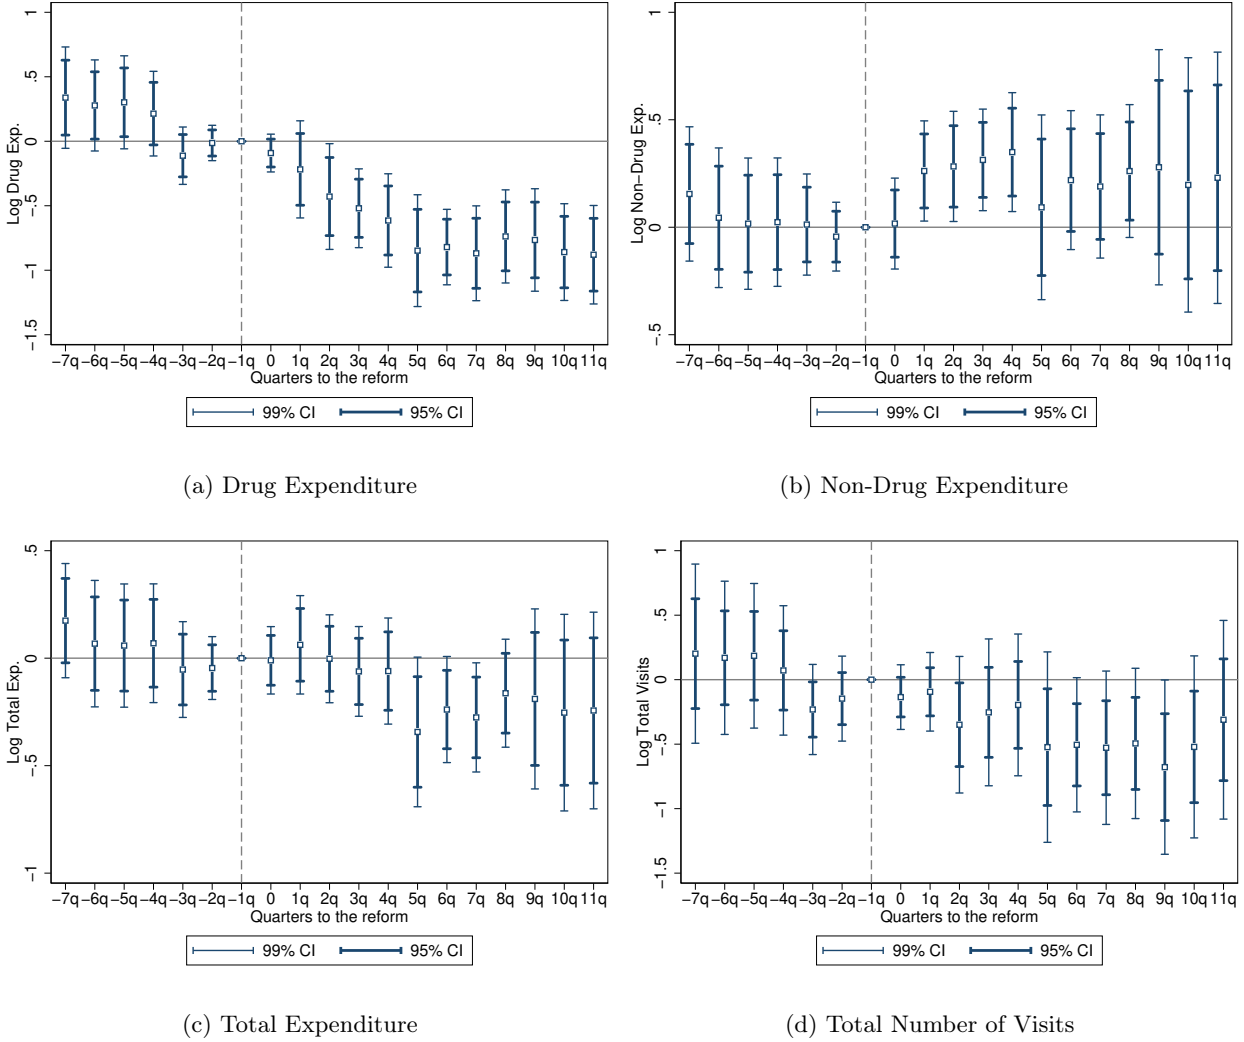 Log Drug Exp.
1
.5
0
−.5
−1
−1.5
−7q −6q −5q −4q −3q −2q −1q 0 1q 2q 3q 4q 5q 6q 7q 8q 9q 10q 11q
Quarters to the reform
99% CI 95% CI
(a) Drug Expenditure
Log Non−Drug Exp.
1
.5
0
−.5
−7q −6q −5q −4q −3q −2q −1q 0 1q 2q 3q 4q 5q 6q 7q 8q 9q 10q 11q
Quarters to the reform
99% CI 95% CI
(b) Non-Drug Expenditure
Log Total Exp.
.5
0
−.5
−1
−7q −6q −5q −4q −3q −2q −1q 0 1q 2q 3q 4q 5q 6q 7q 8q 9q 10q 11q
Quarters to the reform
99% CI 95% CI
(c) Total Expenditure
Log Total Visits
1
.5
0
−.5
−1
−1.5
−7q −6q −5q −4q −3q −2q −1q 0 1q 2q 3q 4q 5q 6q 7q 8q 9q 10q 11q
Quarters to the reform
99% CI 95% CI
(d) Total Number of Visits